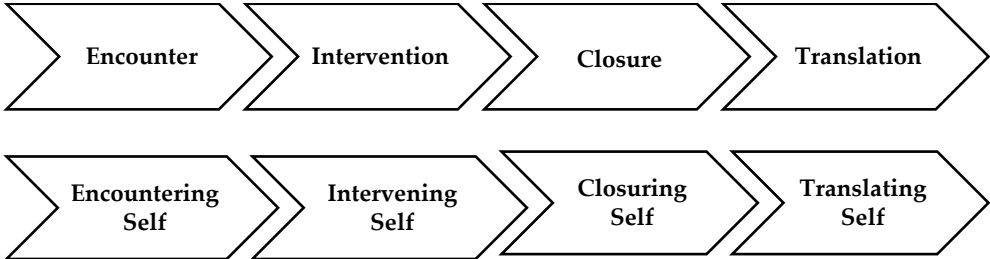 Encounter
Intervention
Closure
Translation
Encountering
Self
Intervening
Self
Closuring
Self
Translating
Self